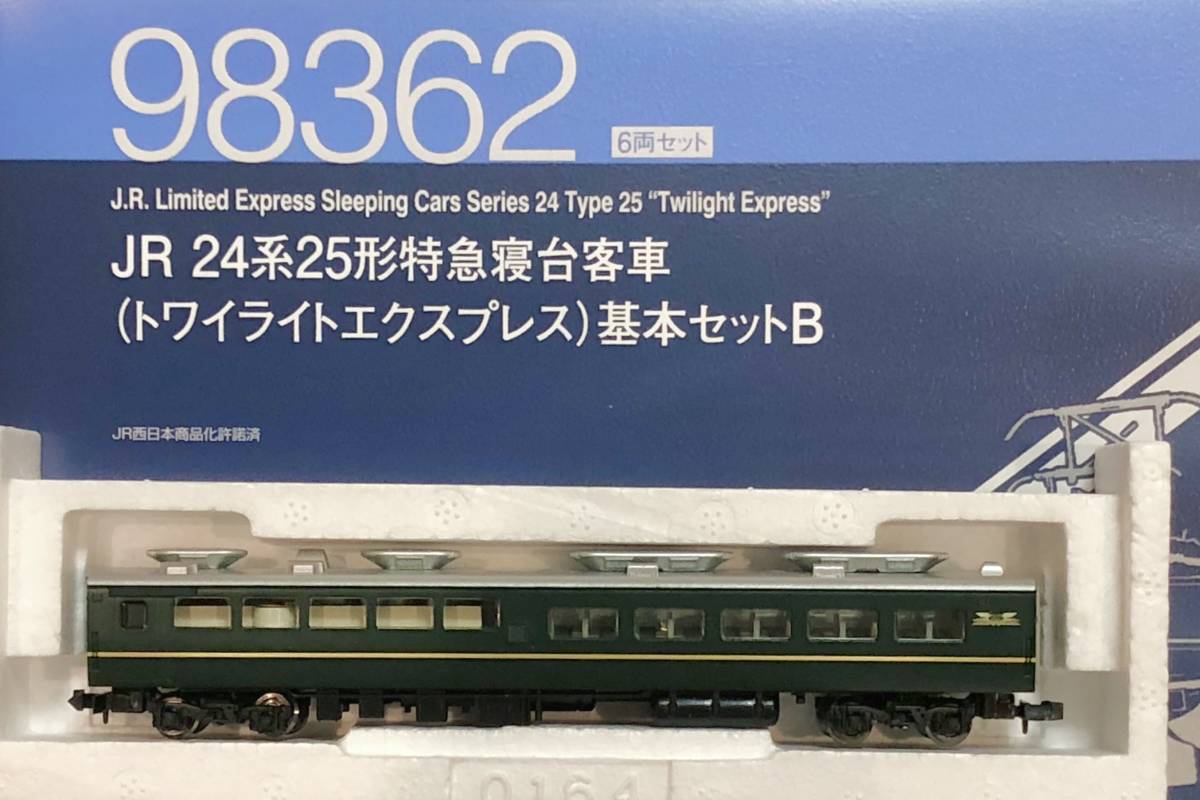 98362
6両セット
J.R. Limited Express Sleeping Cars Series 24 Type 25 “Twilight Express”
JR 24系25形特急寝台客車
(トワイライトエクスプレス)基本セットB
JR西日本商品化許諾済
0164